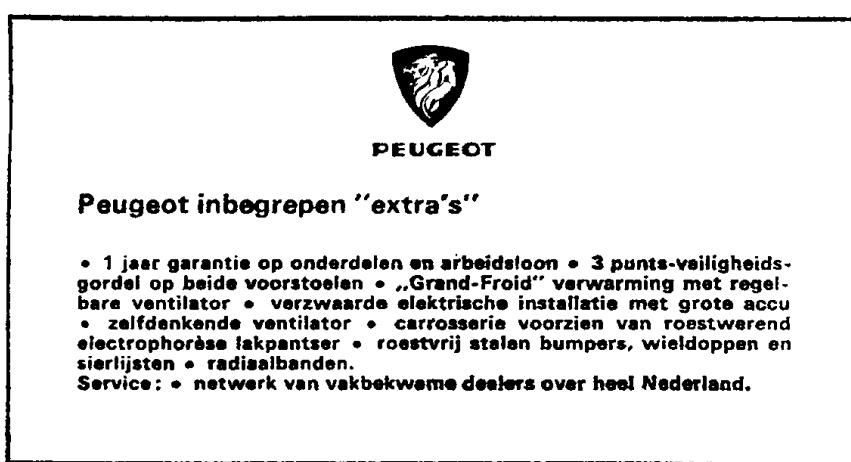 PEUGEOT
Peugeot inbegrepen "extra's"
• 1 jaar garantie op onderdelen en arbeidsloon • 3 punts-veiligheids-
gordel op beide voorstoelen • „Grand-Froid" verwarming met regel-
bare ventilator • verzwaarde elektrische installatie met grote accu
• zelfdenkende ventilator • carrosserie voorzien van roestwerend
electrophorèse lakpantser • roestvrij stalen bumpers, wieldoppen en
sierlijsten • radiaalbanden.
Service: • netwerk van vakbekwame dealers over heel Nederland.